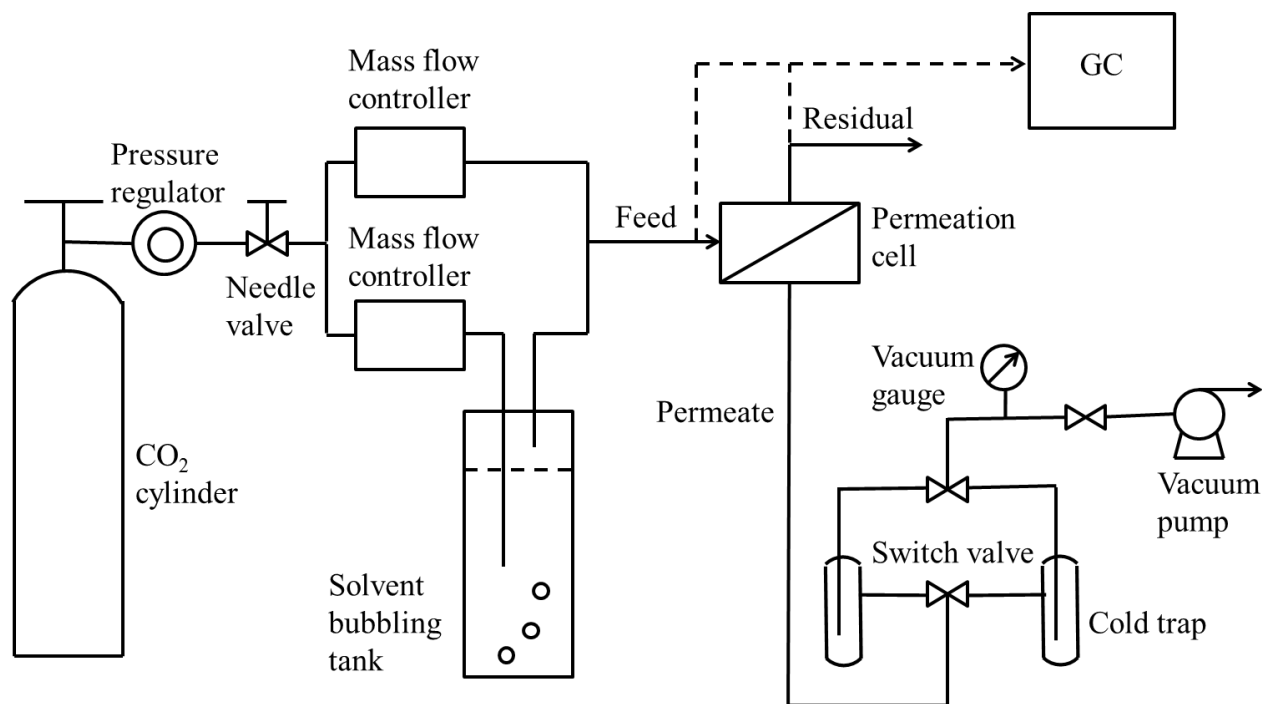 Mass flow
controller
GC
Pressure
regulator
Residual
Mass flow
controller
Feed
Permeation
cell
Needle
valve
Vacuum
gauge
Permeate
CO₂
cylinder
Vacuum
pump
Switch valve
Solvent
bubbling
tank
Cold trap